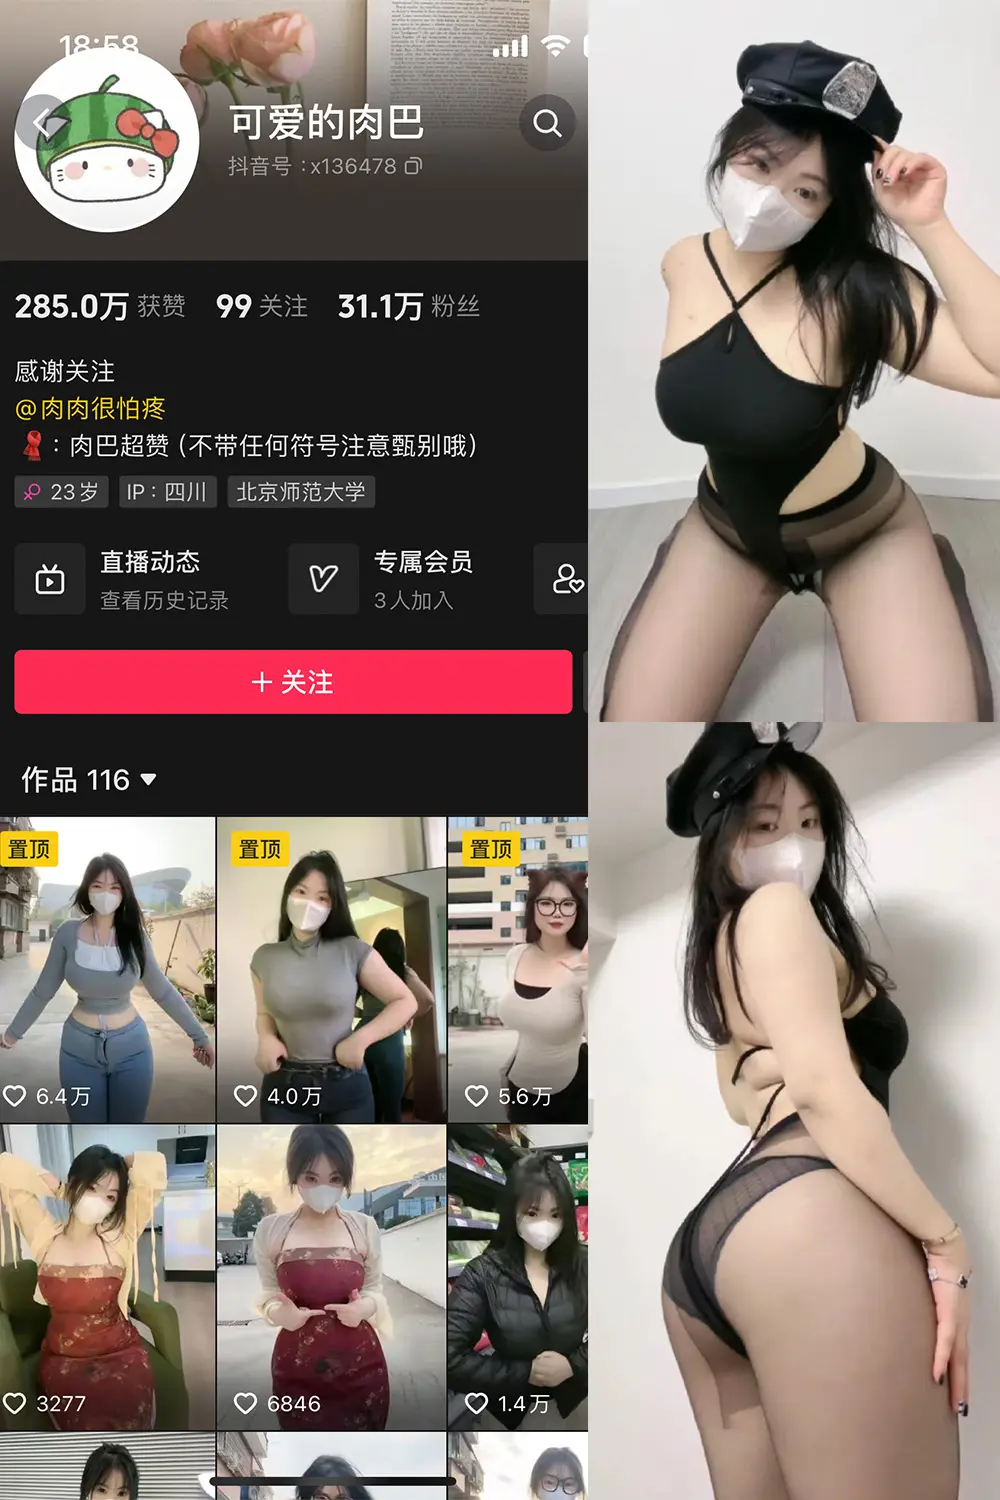 18:58
可爱的肉巴
抖音号：x136478
285.0万 获赞 99 关注 31.1万 粉丝
感谢关注
@肉肉很怕疼
：肉巴超赞 (不带任何符号注意甄别哦)
23岁 IP：四川 北京师范大学
直播动态 专属会员
查看历史记录 3人加入
+ 关注
作品 116
置顶 置顶 置顶
6.4万 4.0万 5.6万
3277 6846 1.4万